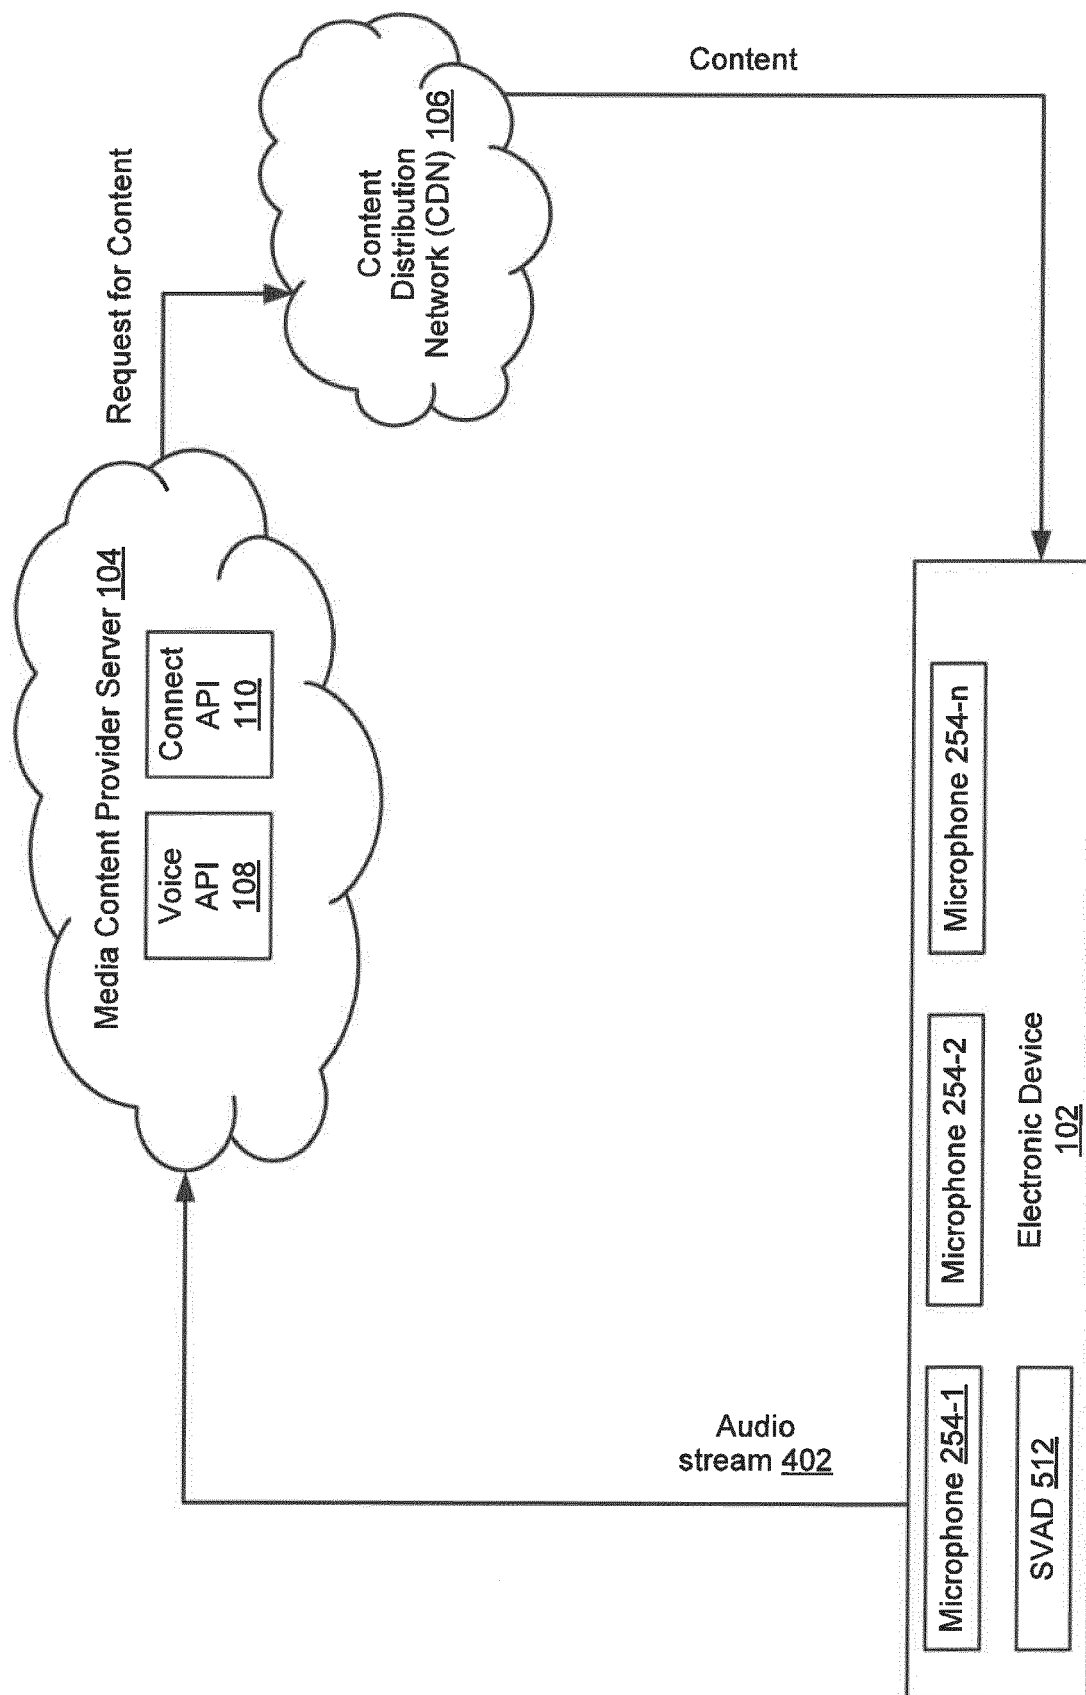 Media Content Provider Server 104
Voice
API
108
Connect
API
110
Request for Content
Content
Distribution
Network (CDN) 106
Content
Audio
stream 402
Microphone 254-1
Microphone 254-2
Microphone 254-n
SVAD 512
Electronic Device
102